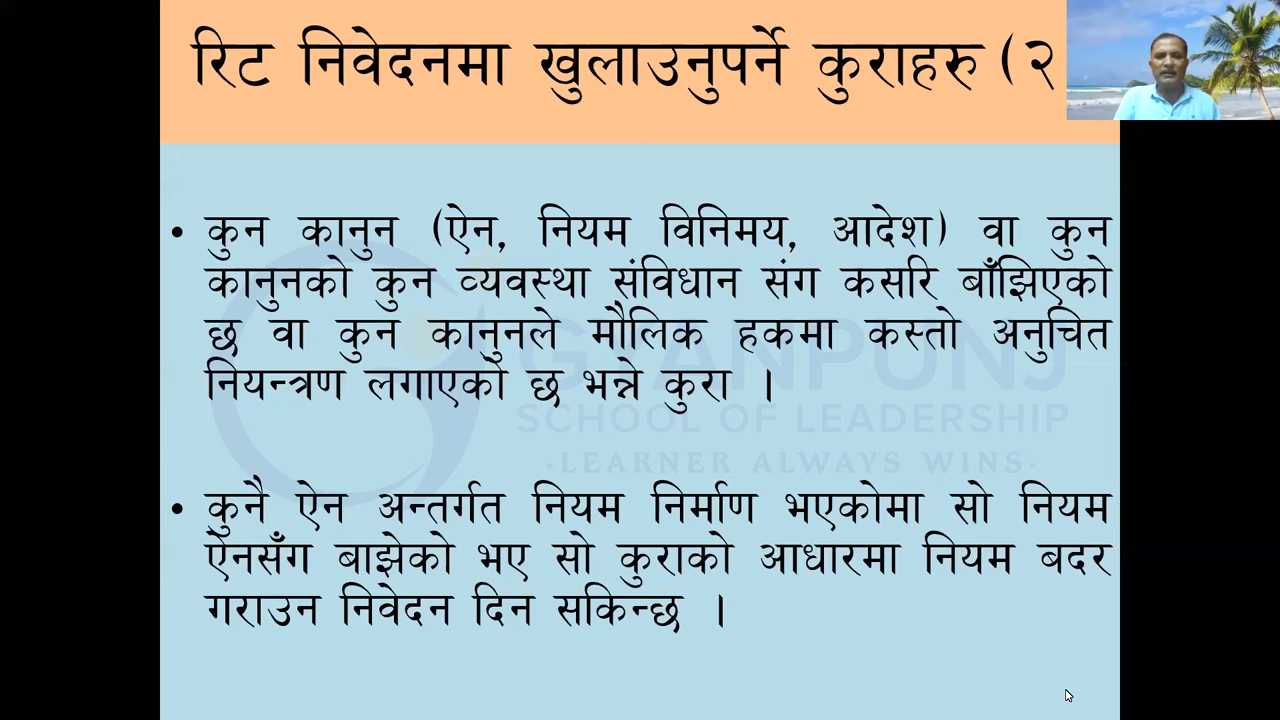 रिट निवेदनमा खुलाउनुपर्ने कुराहरु (२
• कुन कानुन (ऐन, नियम विनिमय, आदेश) वा कुन
कानुनको कुन व्यवस्था संविधान संग कसरि बाँझिएको
छ वा कुन कानुनले मौलिक हकमा कस्तो अनुचित
नियन्त्रण लगाएको छ भन्ने कुरा ।
GYANPUNJ
SCHOOL OF LEADERSHIP
-LEARNER ALWAYS WINS-
• कुनै ऐन अन्तर्गत नियम निर्माण भएकोमा सो नियम
ऐनसँग बाझेको भए सो कुराको आधारमा नियम बदर
गराउन निवेदन दिन सकिन्छ ।